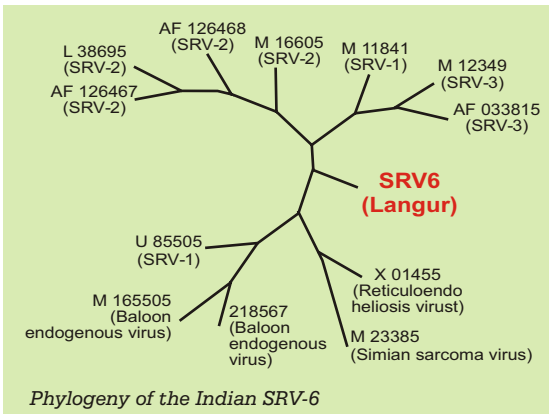 AF 126468
(SRV-2)
L 38695
(SRV-2)
M 16605
(SRV-2)
M 11841
(SRV-1)
M 12349
(SRV-3)
AF 126467
(SRV-2)
AF 033815
(SRV-3)
SRV6
(Langur)
U 85505
(SRV-1)
X 01455
(Reticuloendo
heliosis virust)
M 165505
(Baloon
endogenous virus)
218567
(Baloon
endogenous
virus)
M 23385
(Simian sarcoma virus)
Phylogeny of the Indian SRV-6